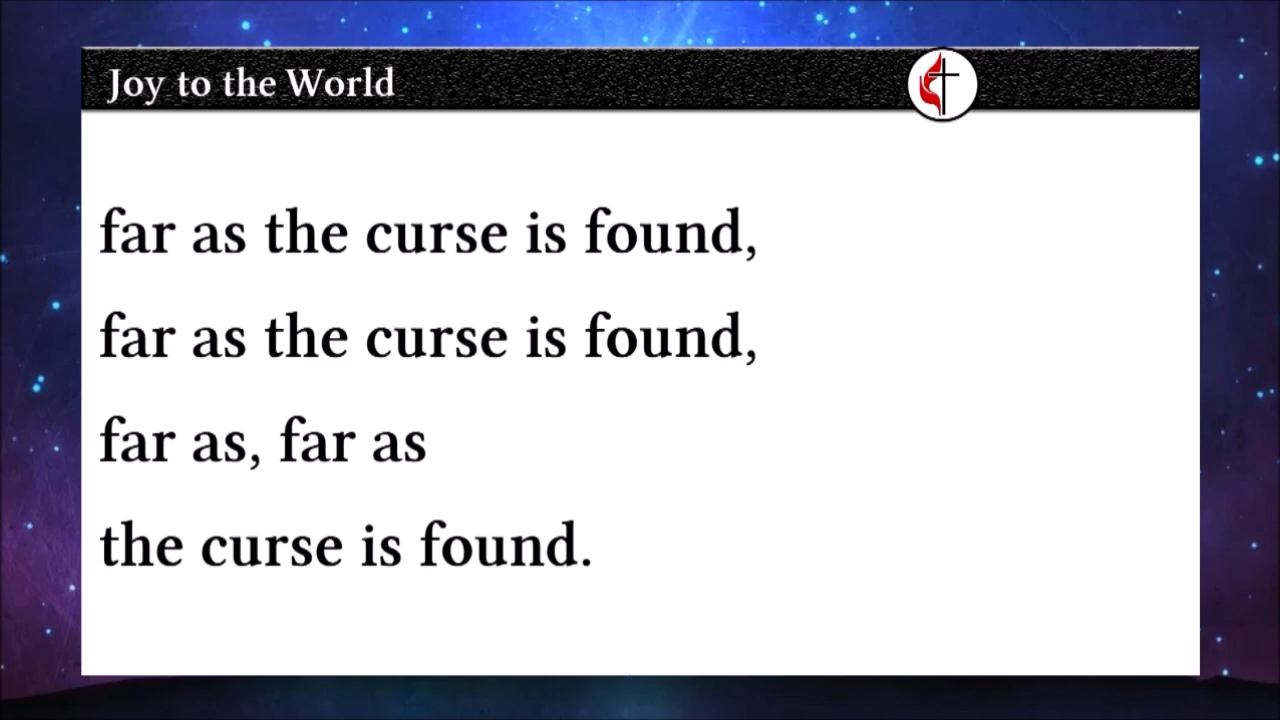 Joy to the World
far as the curse is found,
far as the curse is found,
far as, far as
the curse is found.